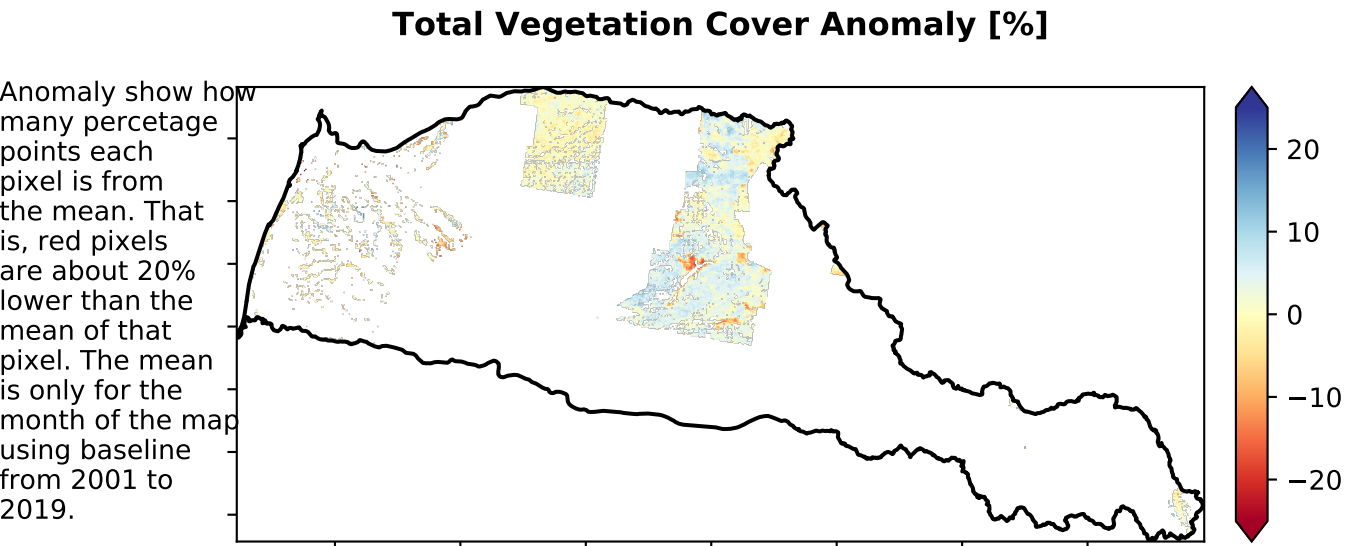 Total Vegetation Cover Anomaly [%]
Anomaly show how
many percetage
points each
pixel is from
the mean. That
is, red pixels
are about 20%
lower than the
mean of that
pixel. The mean
is only for the
month of the map
using baseline
from 2001 to
2019.
20
10
0
−10
−20